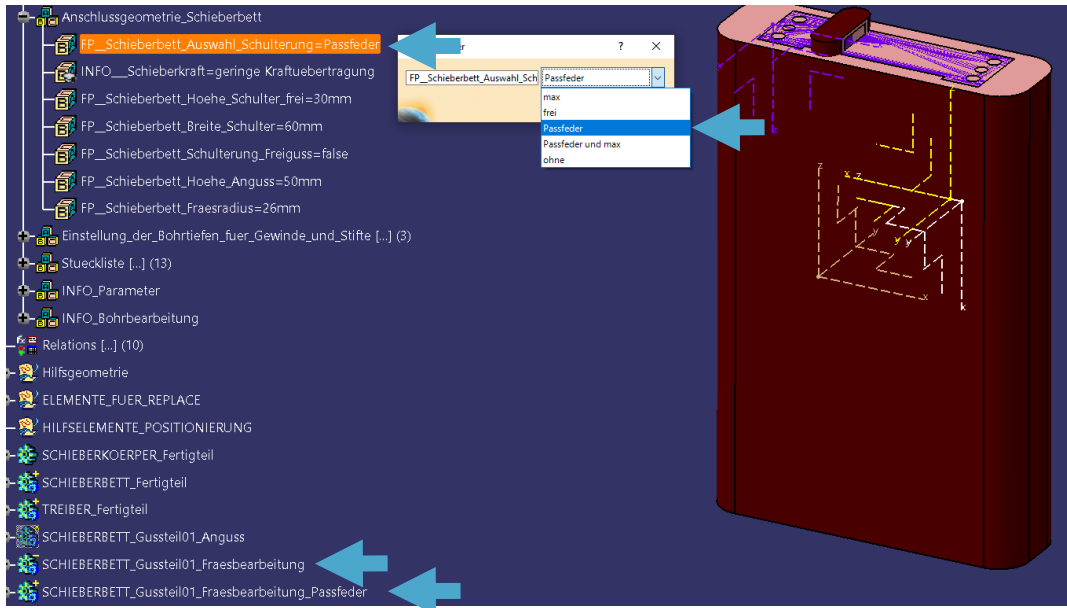 Anschlussgeometrie_Schieberbett
FP__Schieberbett_Auswahl_Schulterung=Passfeder
INFO___Schieberkraft=geringe Kraftuebertragung
FP__Schieberbett_Hoehe_Schulter_frei=30mm
FP__Schieberbett_Breite_Schulter=60mm
FP__Schieberbett_Schulterung_Freiguss=false
FP__Schieberbett_Hoehe_Anguss=50mm
FP__Schieberbett_Fraesradius=26mm
Einstellung_der_Bohrtiefen_fuer_Gewinde_und_Stifte [...] (3)
Stueckliste [...] (13)
INFO_Parameter
INFO_Bohrbearbeitung
Relations [...] (10)
Hilfsgeometrie
ELEMENTE_FUER_REPLACE
HILFSELEMENTE_POSITIONIERUNG
SCHIEBERKOERPER_Fertigteil
SCHIEBERBETT_Fertigteil
TREIBER_Fertigteil
SCHIEBERBETT_Gussteil01_Anguss
SCHIEBERBETT_Gussteil01_Fraesbearbeitung
SCHIEBERBETT_Gussteil01_Fraesbearbeitung_Passfeder
? ×
FP__Schieberbett_Auswahl_Sch Passfeder
max
frei
Passfeder
Passfeder und max
ohne
z
x z
y
y y
x
x